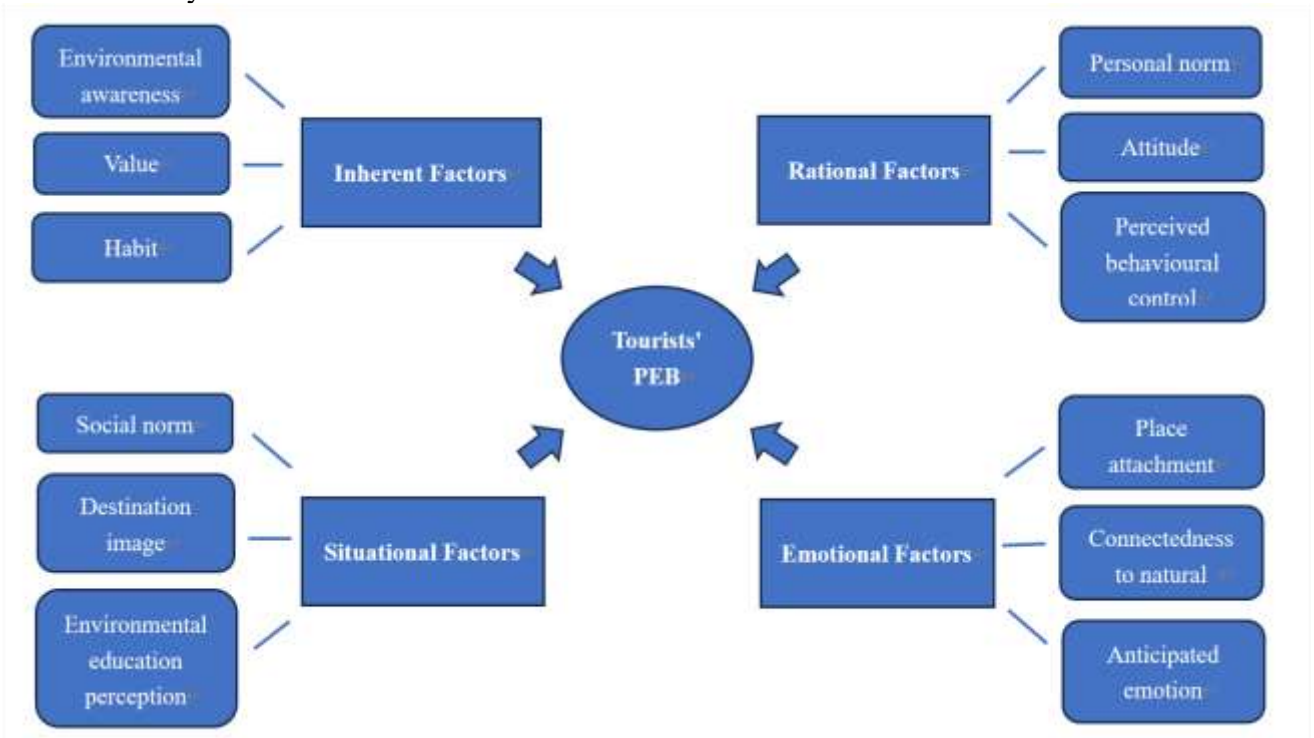 Environmental
awareness
Value
Habit
Inherent Factors
Personal norm
Attitude
Perceived
behavioural
control
Rational Factors
Tourists'
PEB
Social norm
Destination
image
Environmental
education
perception
Situational Factors
Place
attachment
Connectedness
to natural
Anticipated
emotion
Emotional Factors